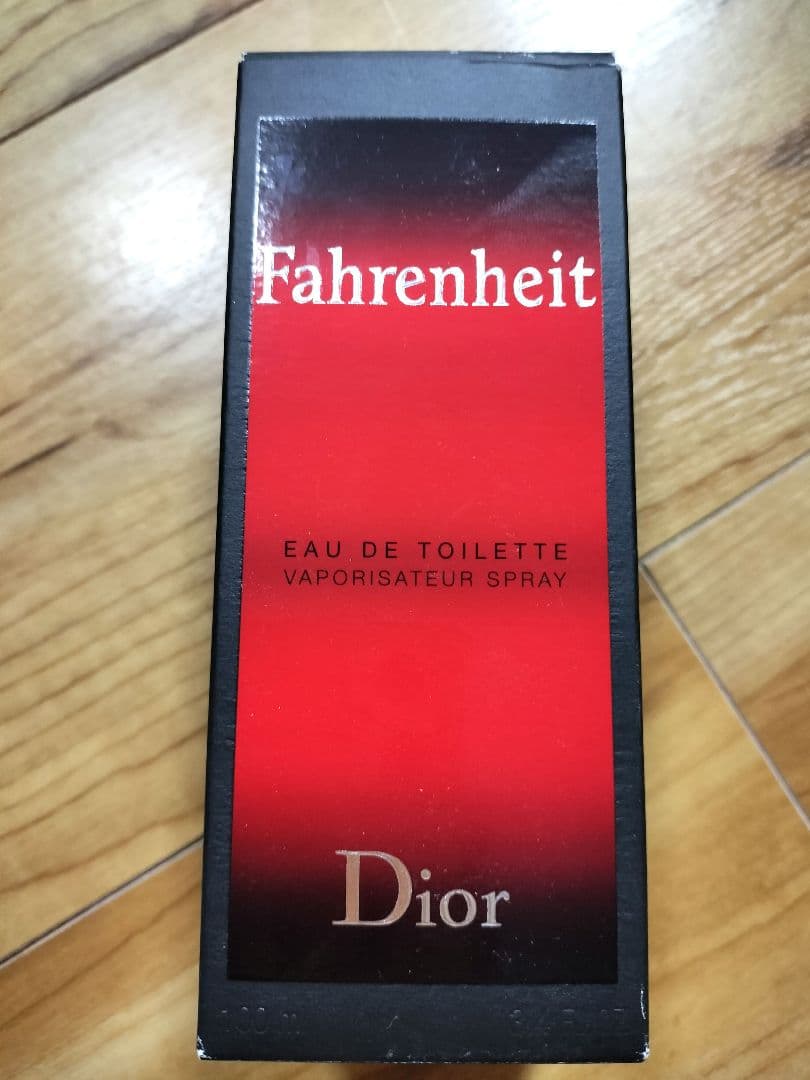 Fahrenheit
EAU DE TOILETTE
VAPORISATEUR SPRAY
Dior